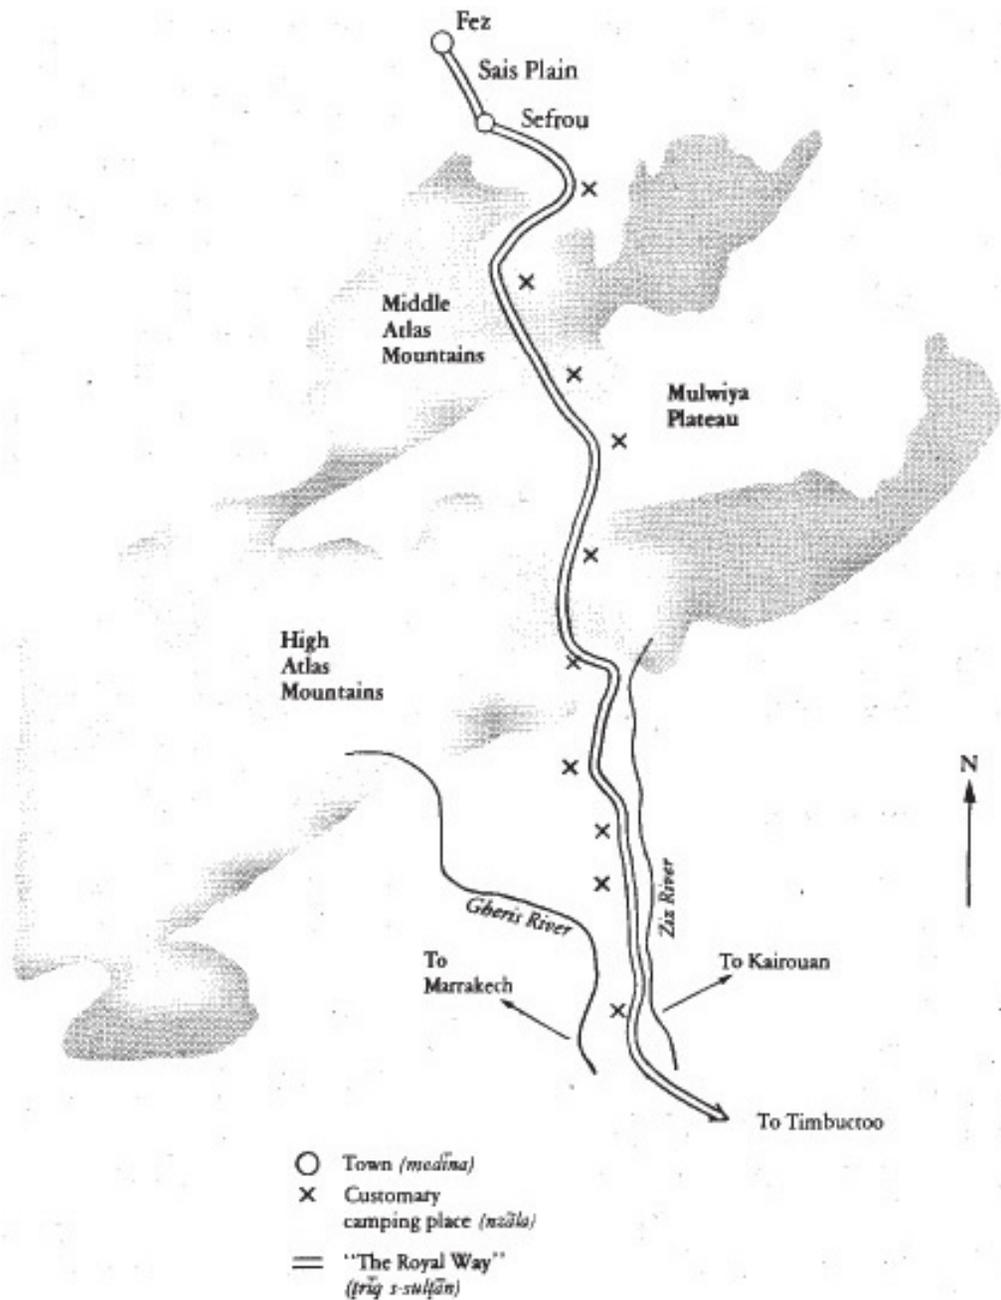 Fez
Sais Plain
Sefrou
Middle
Atlas
Mountains
Mulwiya
Plateau
High
Atlas
Mountains
N
Gheris River
Ziz River
To
Marrakech
To Kairouan
To Timbuctoo
Town (medīna)
Customary
camping place (nzāla)
"The Royal Way"
(ṭrīq s-sulṭān)